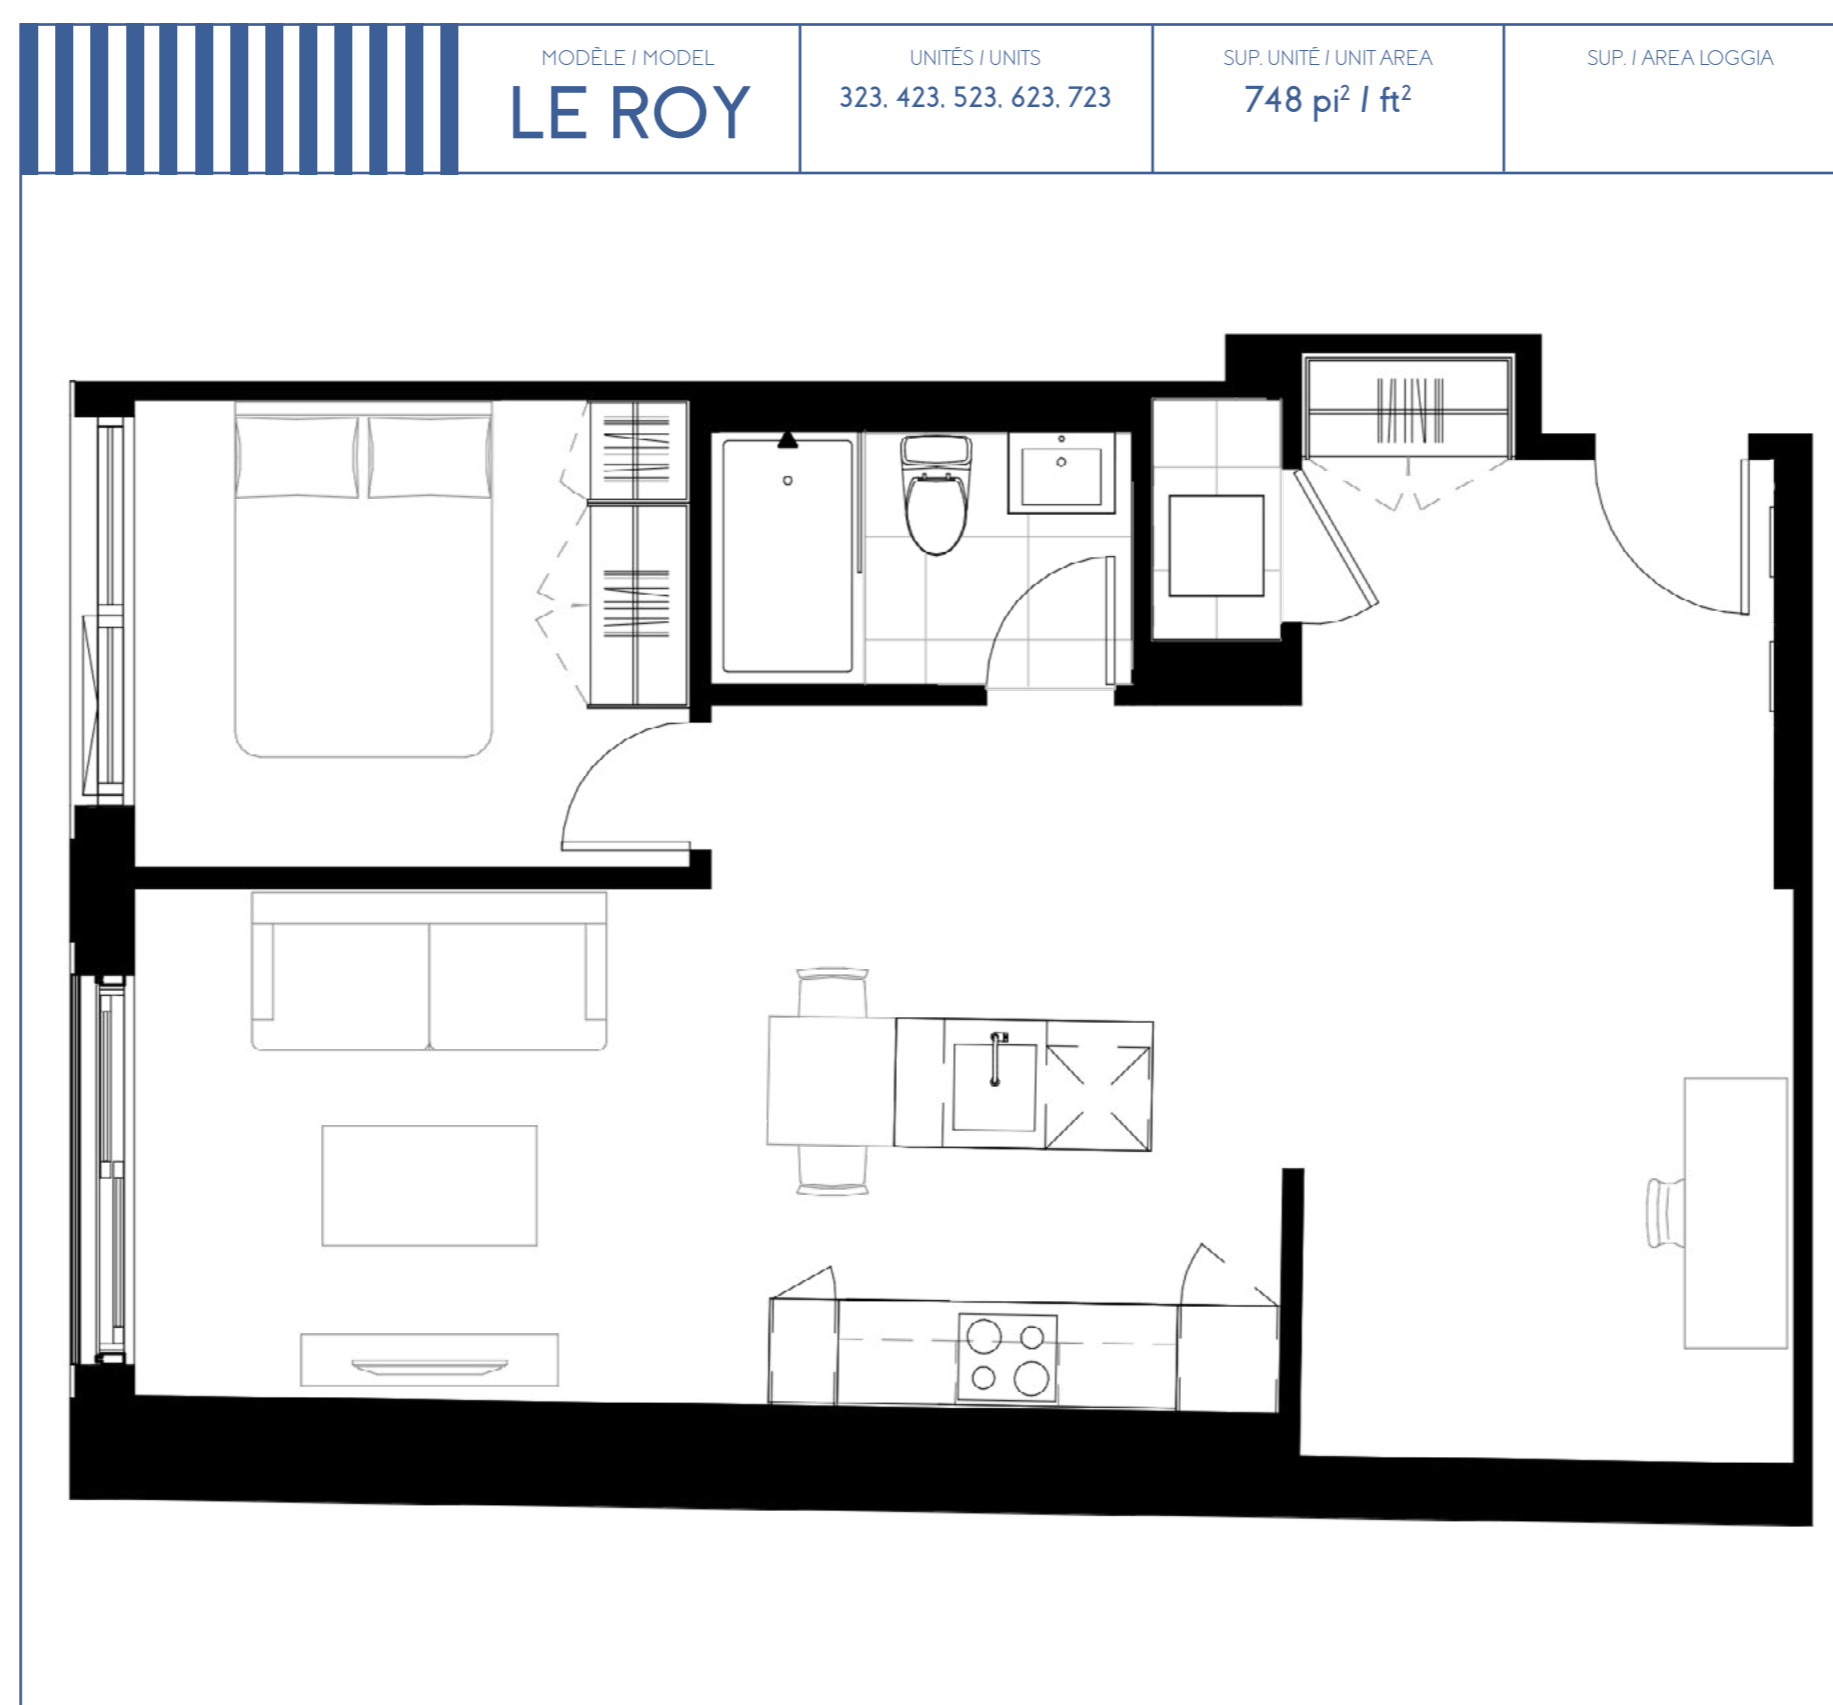 MODÈLE / MODEL
LE ROY
UNITÉS / UNITS
323, 423, 523, 623, 723
SUP. UNITÉ / UNIT AREA
748 pi² / ft²
SUP. / AREA LOGGIA